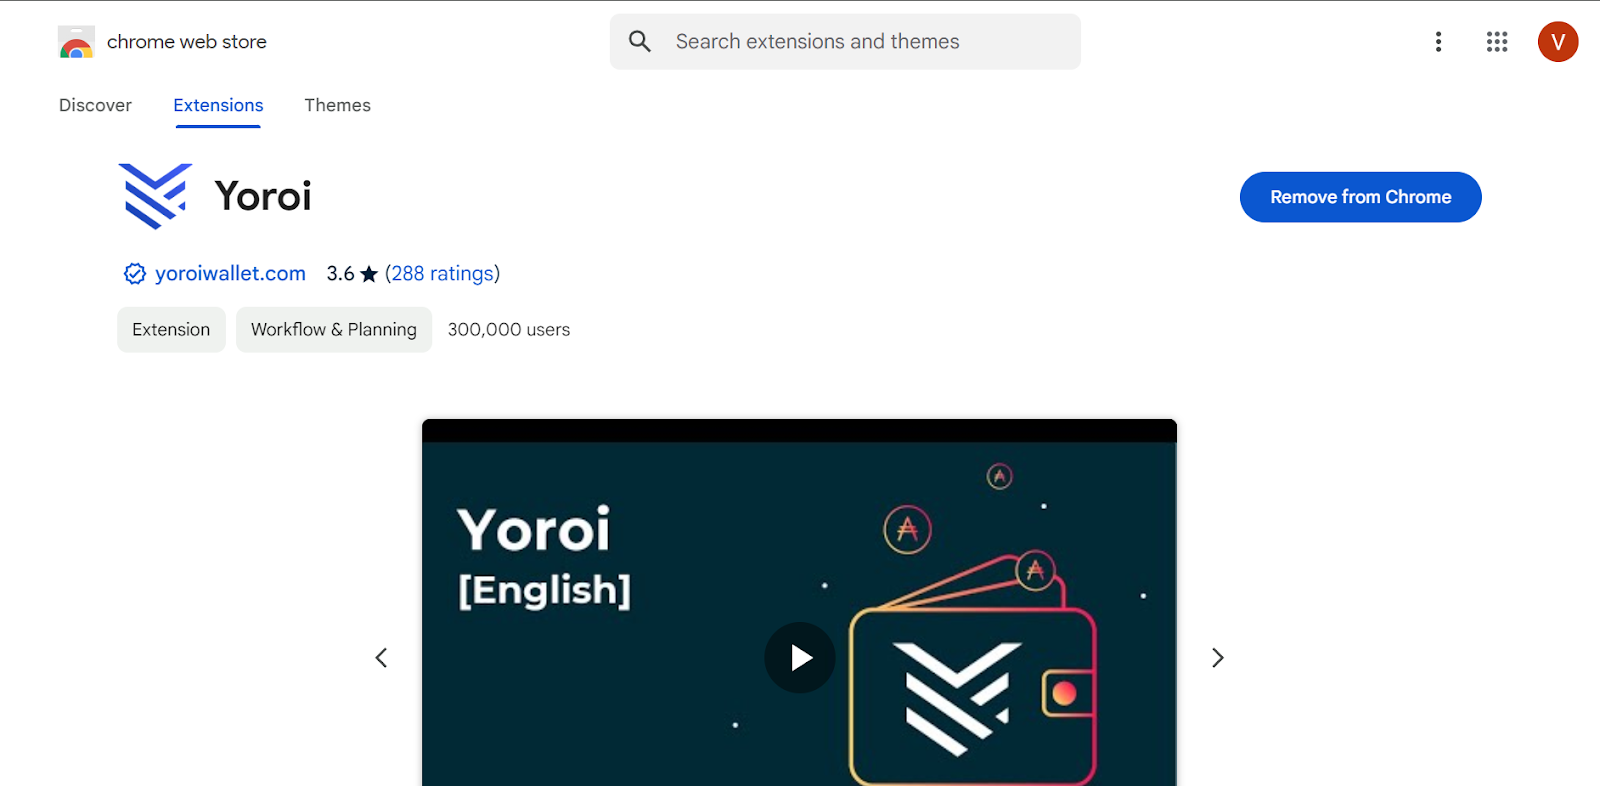 chrome web store
Search extensions and themes
V
Discover Extensions Themes
Yoroi
Remove from Chrome
yoroiwallet.com 3.6 ★ (288 ratings)
Extension Workflow & Planning 300,000 users
Yoroi
[English]